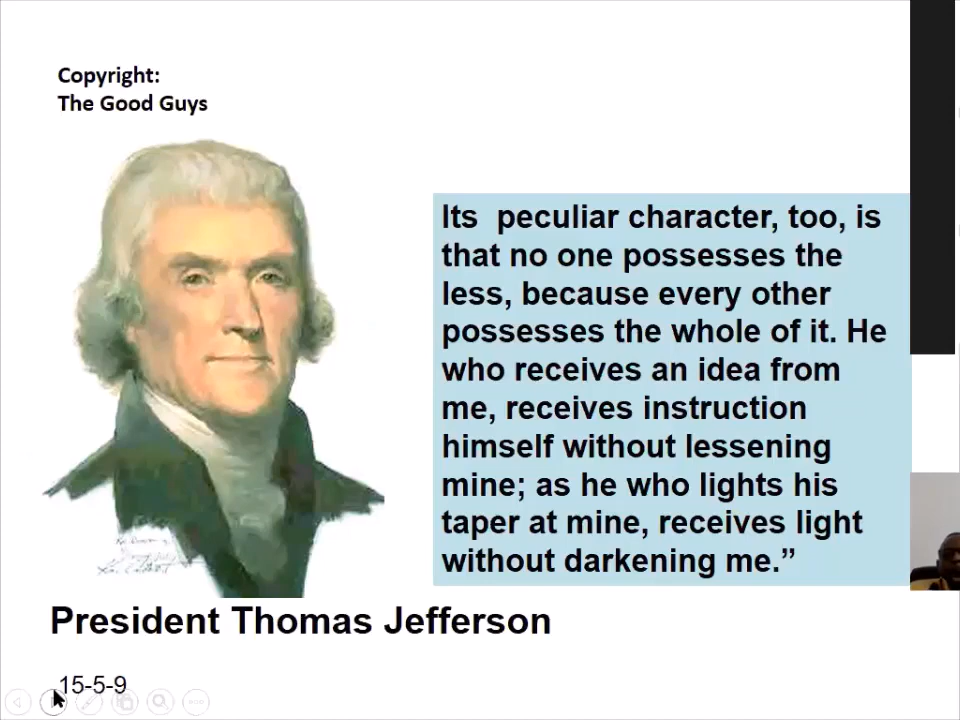 Copyright:
The Good Guys
Its peculiar character, too, is
that no one possesses the
less, because every other
possesses the whole of it. He
who receives an idea from
me, receives instruction
himself without lessening
mine; as he who lights his
taper at mine, receives light
without darkening me.”
President Thomas Jefferson
15-5-9